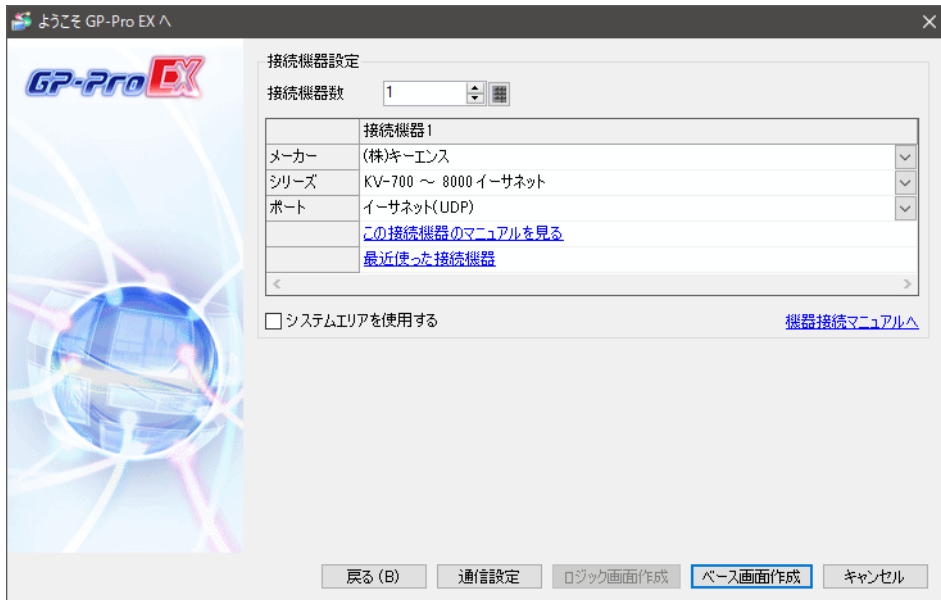 ようこそ GP-Pro EX へ
GP-Pro EX
接続機器設定
接続機器数 1
接続機器1
メーカー (株)キーエンス
シリーズ KV-700 ～ 8000 イーサネット
ポート イーサネット(UDP)
この接続機器のマニュアルを見る
最近使った接続機器
システムエリアを使用する 機器接続マニュアルへ
戻る (B) 通信設定 ロジック画面作成 ベース画面作成 キャンセル